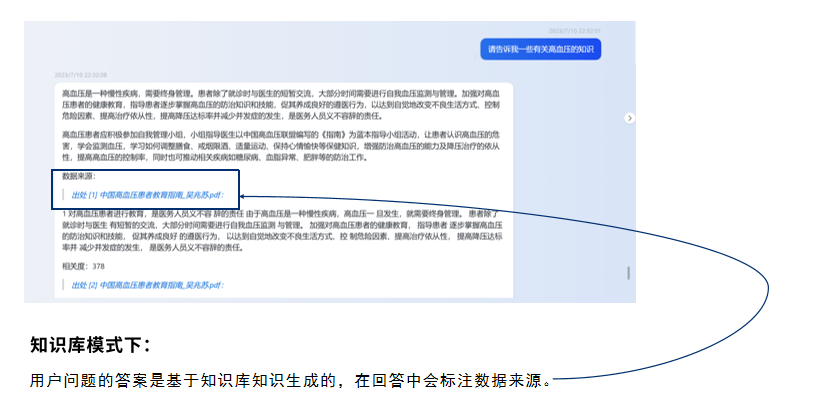 2023/7/10 22:32:01
请告诉我一些有关高血压的知识
2023/7/10 22:32:08
高血压是一种慢性疾病，需要终身管理。患者除了就诊时与医生的短暂交流，大部分时间需要进行自我血压监测与管理。加强对高血
压患者的健康教育，指导患者逐步掌握高血压的防治知识和技能，促其养成良好的遵医行为，以达到自觉地改变不良生活方式、控制
危险因素、提高治疗依从性，提高降压达标率并减少并发症的发生，是医务人员义不容辞的责任。
高血压患者应积极参加自我管理小组，小组指导医生以中国高血压联盟编写的《指南》为蓝本指导小组活动，让患者认识高血压的危
害，学会监测血压，学习如何调整膳食、戒烟限酒、适量运动、保持心情愉快等保健知识，增强防治高血压的能力及降压治疗的依从
性，提高高血压的控制率，同时也可推动相关疾病如糖尿病、血脂异常、肥胖等的防治工作。
数据来源：
出处 [1] 中国高血压患者教育指南_吴兆苏.pdf：
1 对高血压患者进行教育，是医务人员义不容 辞的责任 由于高血压是一种慢性疾病，高血压一 旦发生，就需要终身管理。 患者除了
就诊时与医生 有短暂的交流，大部分时间需要进行自我血压监测 与管理。 加强对高血压患者的健康教育， 指导患者 逐步掌握高血压
的防治知识和技能， 促其养成良好 的遵医行为， 以达到自觉地改变不良生活方式、控 制危险因素、提高治疗依从性， 提高降压达标
率并 减少并发症的发生， 是医务人员义不容辞的责任。
相关度：378
出处 [2] 中国高血压患者教育指南_吴兆苏.pdf：
知识库模式下：
用户问题的答案是基于知识库知识生成的，在回答中会标注数据来源。